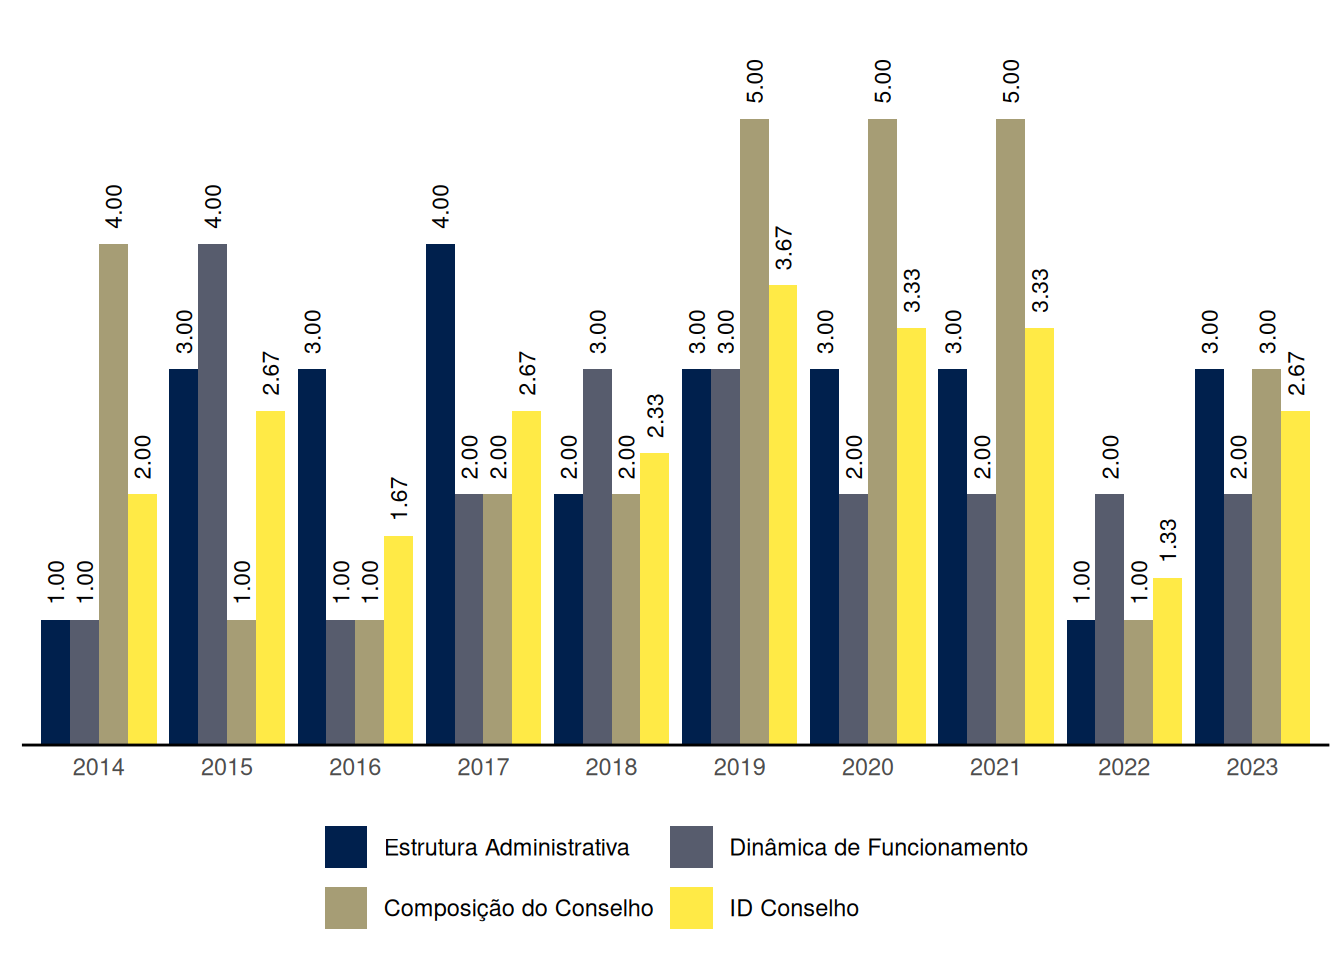 1.00 1.00 4.00 2.00
3.00 4.00 1.00 2.67
3.00 1.00 1.00 1.67
4.00 2.00 2.00 2.67
2.00 3.00 2.00 2.33
3.00 3.00 5.00 3.67
3.00 2.00 5.00 3.33
3.00 2.00 5.00 3.33
1.00 2.00 1.00 1.33
3.00 2.00 3.00 2.67
2014 2015 2016 2017 2018 2019 2020 2021 2022 2023
Estrutura Administrativa Dinâmica de Funcionamento
Composição do Conselho ID Conselho